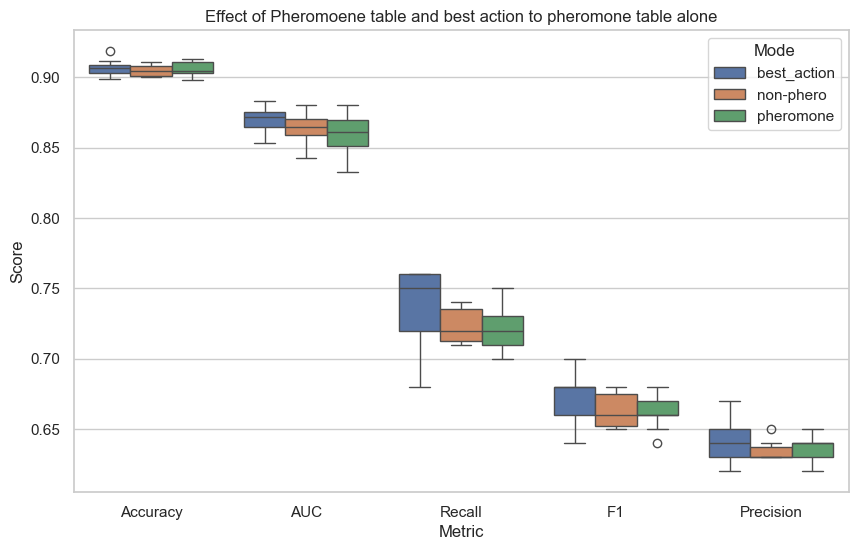 Effect of Pheromoene table and best action to pheromone table alone
Mode
best_action
non-phero
pheromone
0.90
0.85
0.80
0.75
0.70
0.65
Score
Accuracy
AUC
Recall
F1
Precision
Metric